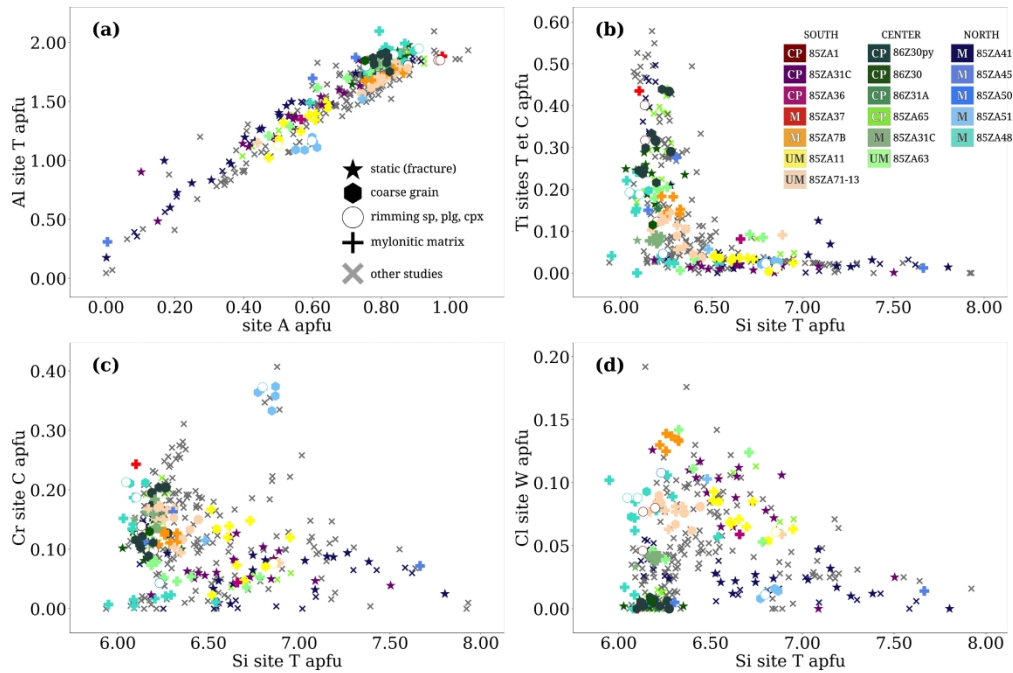 (a)
2.00
1.50
1.00
0.50
0.00
Al site T apfu
0.00 0.20 0.40 0.60 0.80 1.00
site A apfu
static (fracture)
coarse grain
rimming sp, plg, cpx
mylonitic matrix
other studies
(b)
0.60
0.50
0.40
0.30
0.20
0.10
0.00
Ti sites T et C apfu
6.00 6.50 7.00 7.50 8.00
Si site T apfu
SOUTH CENTER NORTH
CP 85ZA1 CP 86Z30py M 85ZA41
CP 85ZA31C CP 86Z30 M 85ZA45
CP 85ZA36 CP 86Z31A M 85ZA50
M 85ZA37 CP 85ZA65 M 85ZA51
M 85ZA7B M 85ZA31C M 85ZA48
UM 85ZA11 UM 85ZA63
UM 85ZA71-13
(c)
0.40
0.30
0.20
0.10
0.00
Cr site C apfu
6.00 6.50 7.00 7.50 8.00
Si site T apfu
(d)
0.20
0.15
0.10
0.05
0.00
Cl site W apfu
6.00 6.50 7.00 7.50 8.00
Si site T apfu